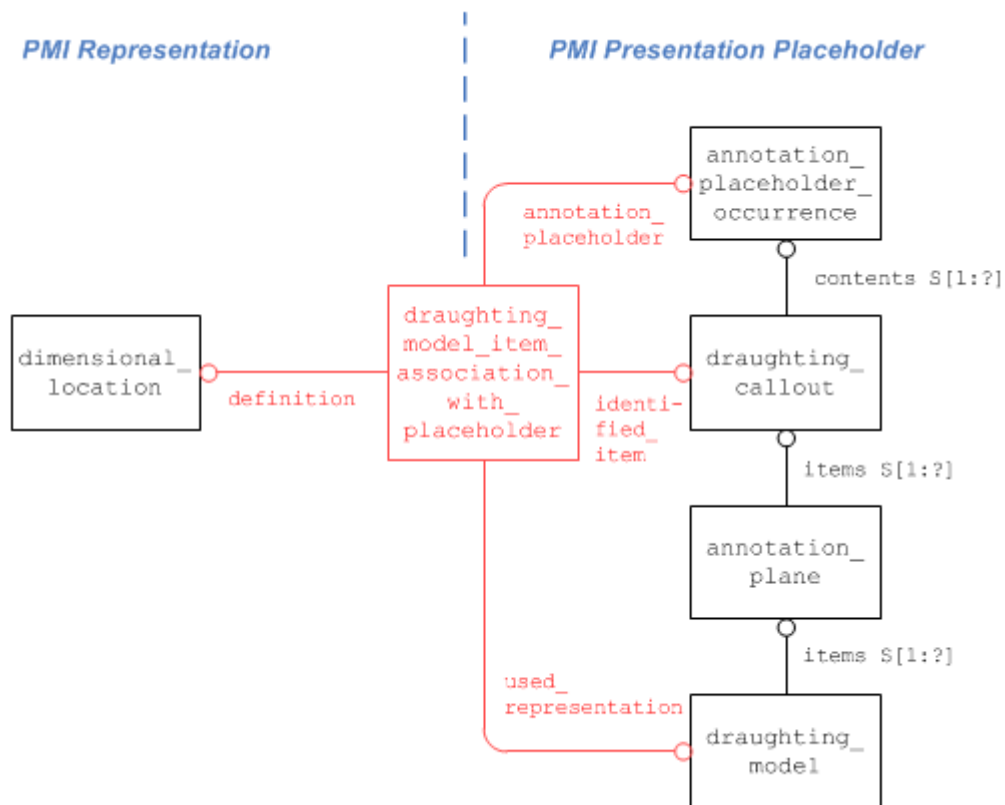 PMI Representation
PMI Presentation Placeholder
annotation_
placeholder_
occurrence
annotation_
placeholder
contents S[1:?]
dimensional_
location
definition
draughting_
model_item_
association_
with_
placeholder
identi-
fied_
item
draughting_
callout
items S[1:?]
annotation_
plane
items S[1:?]
used_
representation
draughting_
model